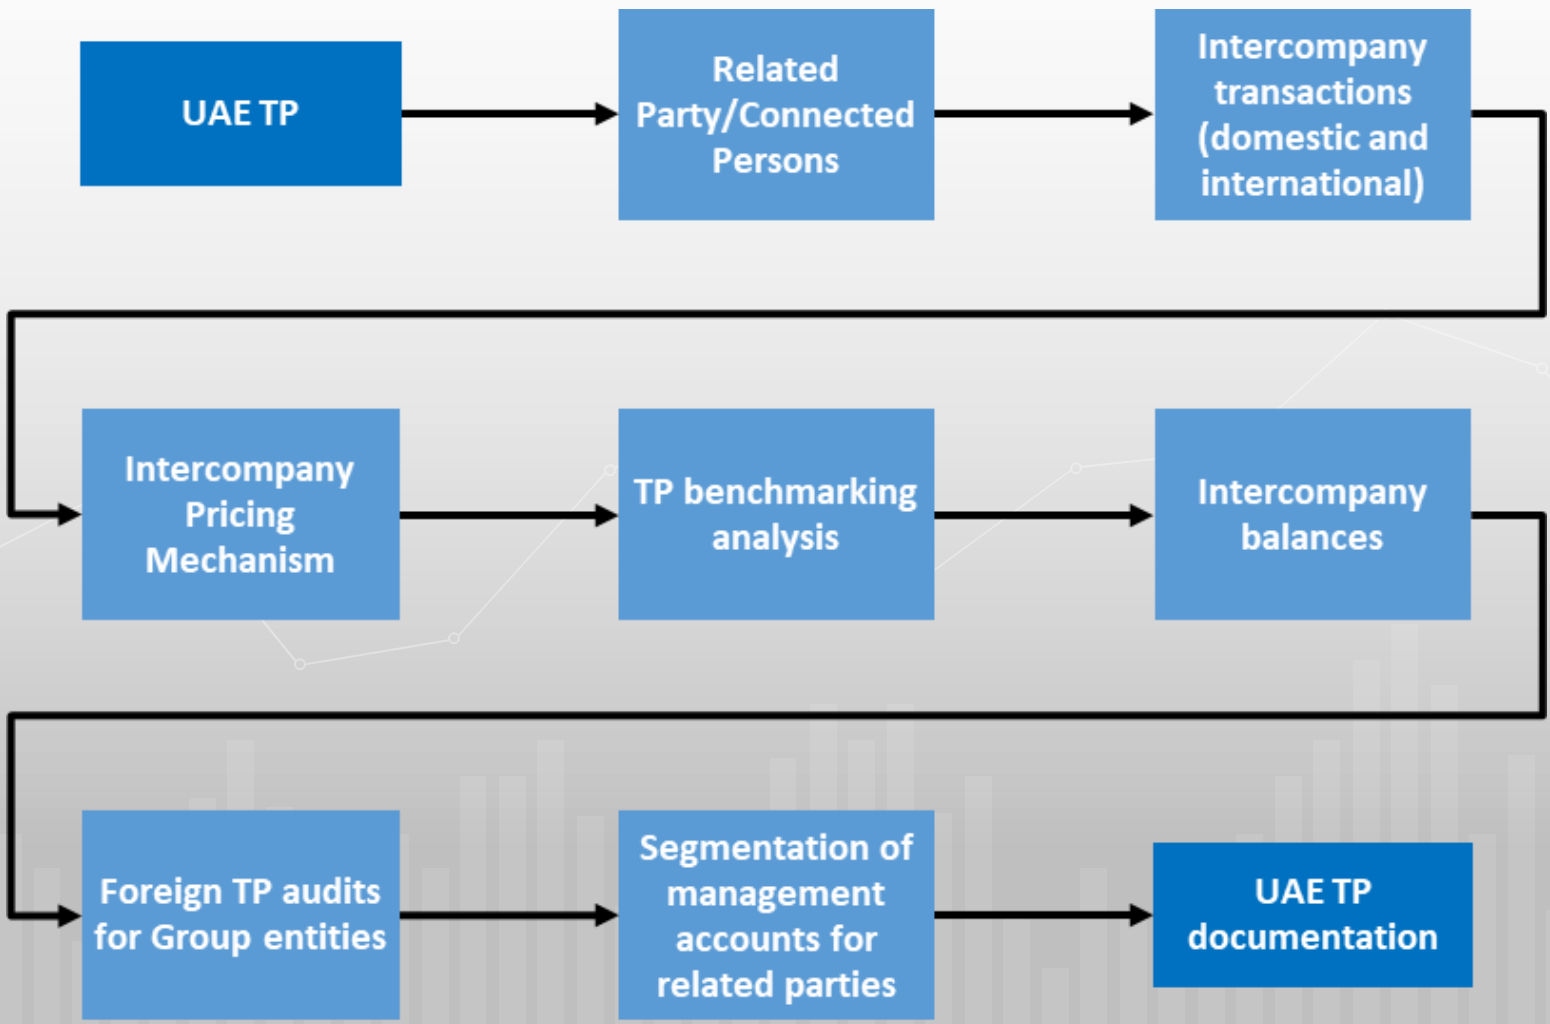 UAE TP
Related
Party/Connected
Persons
Intercompany
transactions
(domestic and
international)
Intercompany
Pricing
Mechanism
TP benchmarking
analysis
Intercompany
balances
Foreign TP audits
for Group entities
Segmentation of
management
accounts for
related parties
UAE TP
documentation